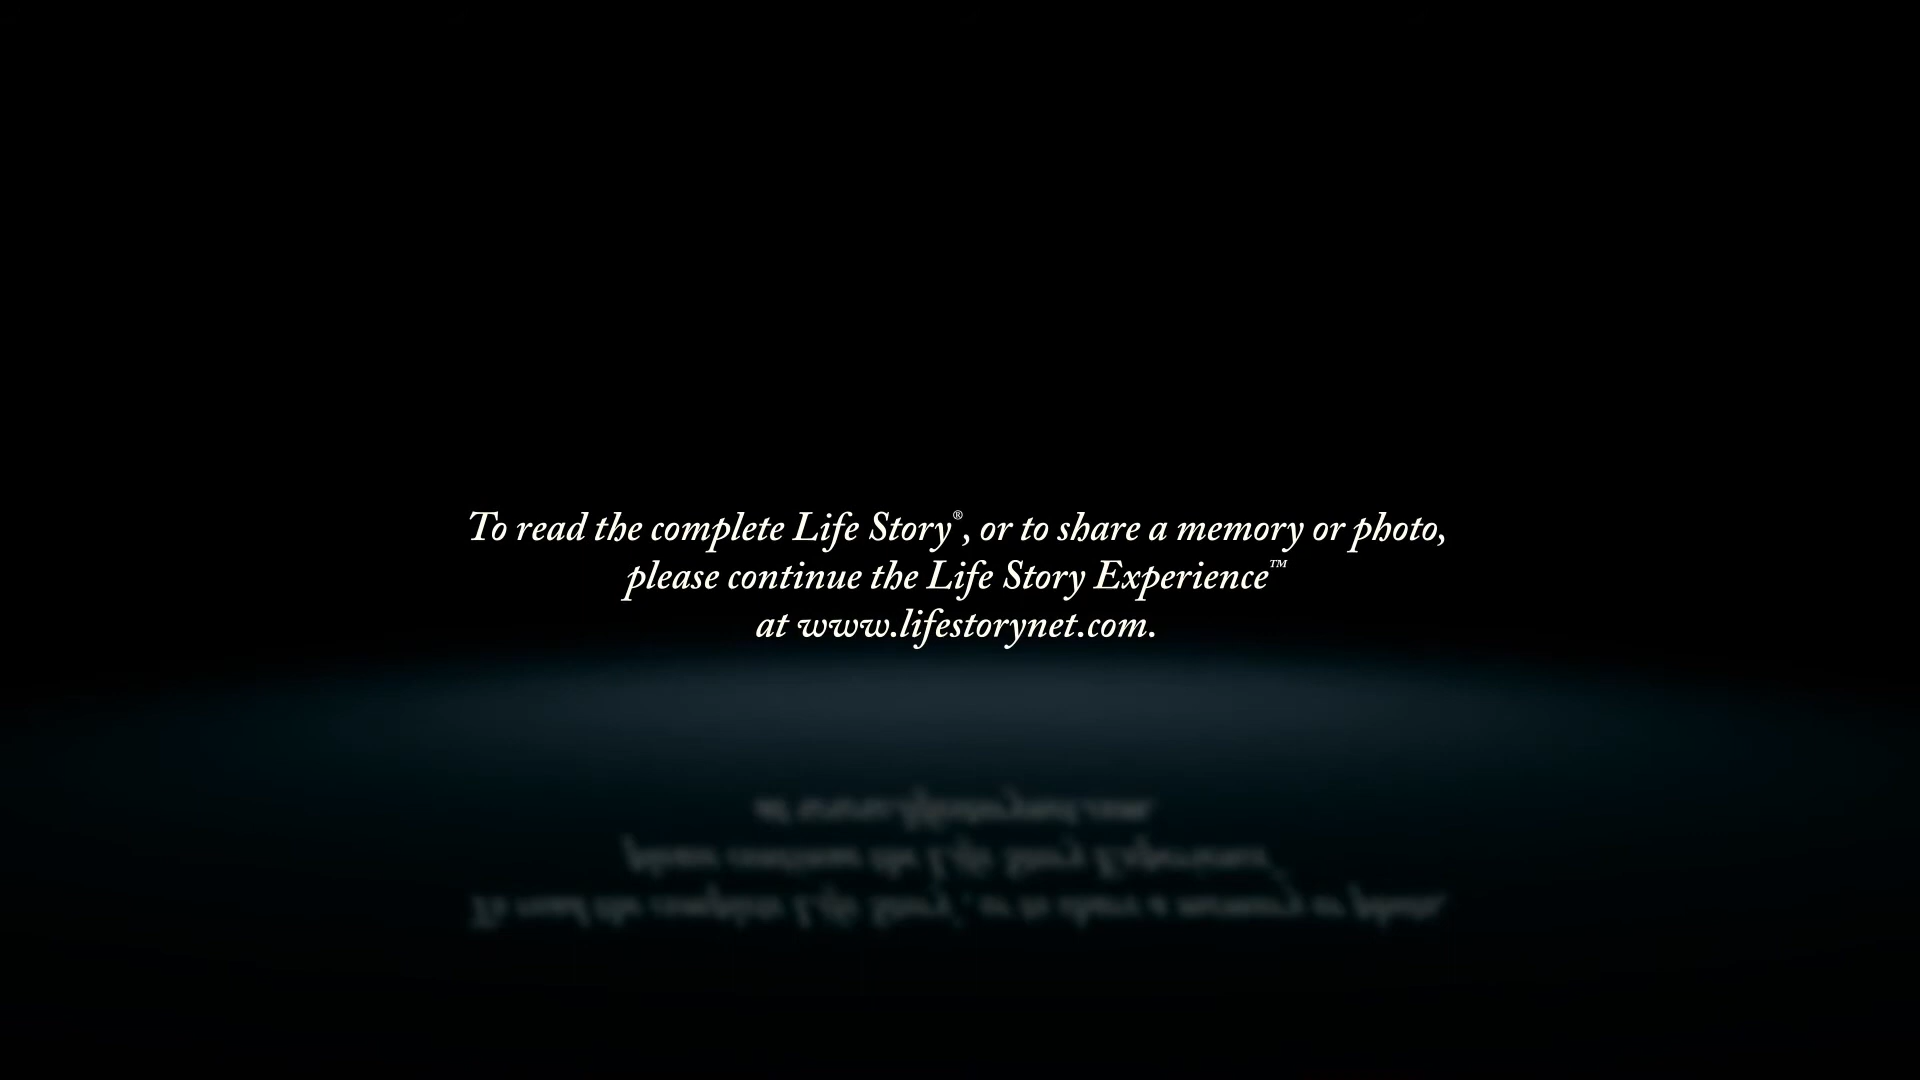 To read the complete Life Story®, or to share a memory or photo,
please continue the Life Story Experience™
at www.lifestorynet.com.